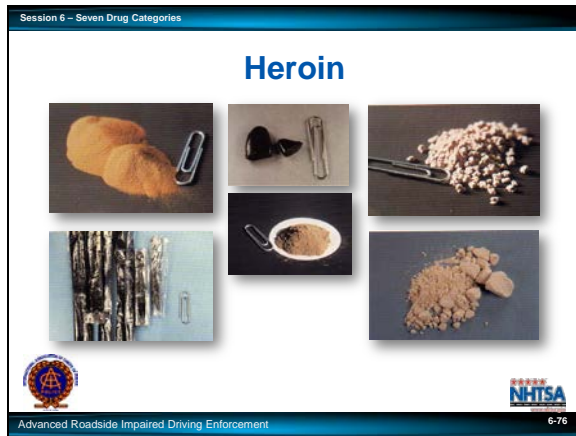 Session 6 – Seven Drug Categories
Heroin
NHTSA
Advanced Roadside Impaired Driving Enforcement
6-76